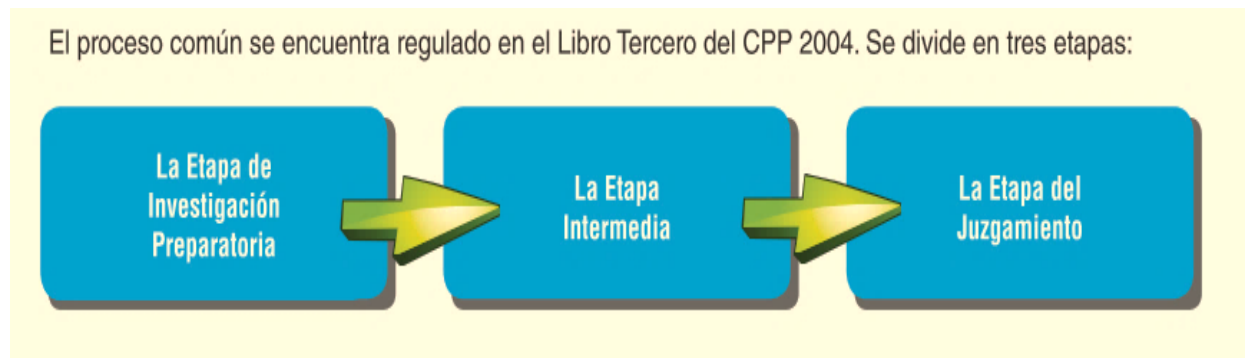 El proceso común se encuentra regulado en el Libro Tercero del CPP 2004. Se divide en tres etapas:
La Etapa de
Investigación
Preparatoria
La Etapa
Intermedia
La Etapa del
Juzgamiento